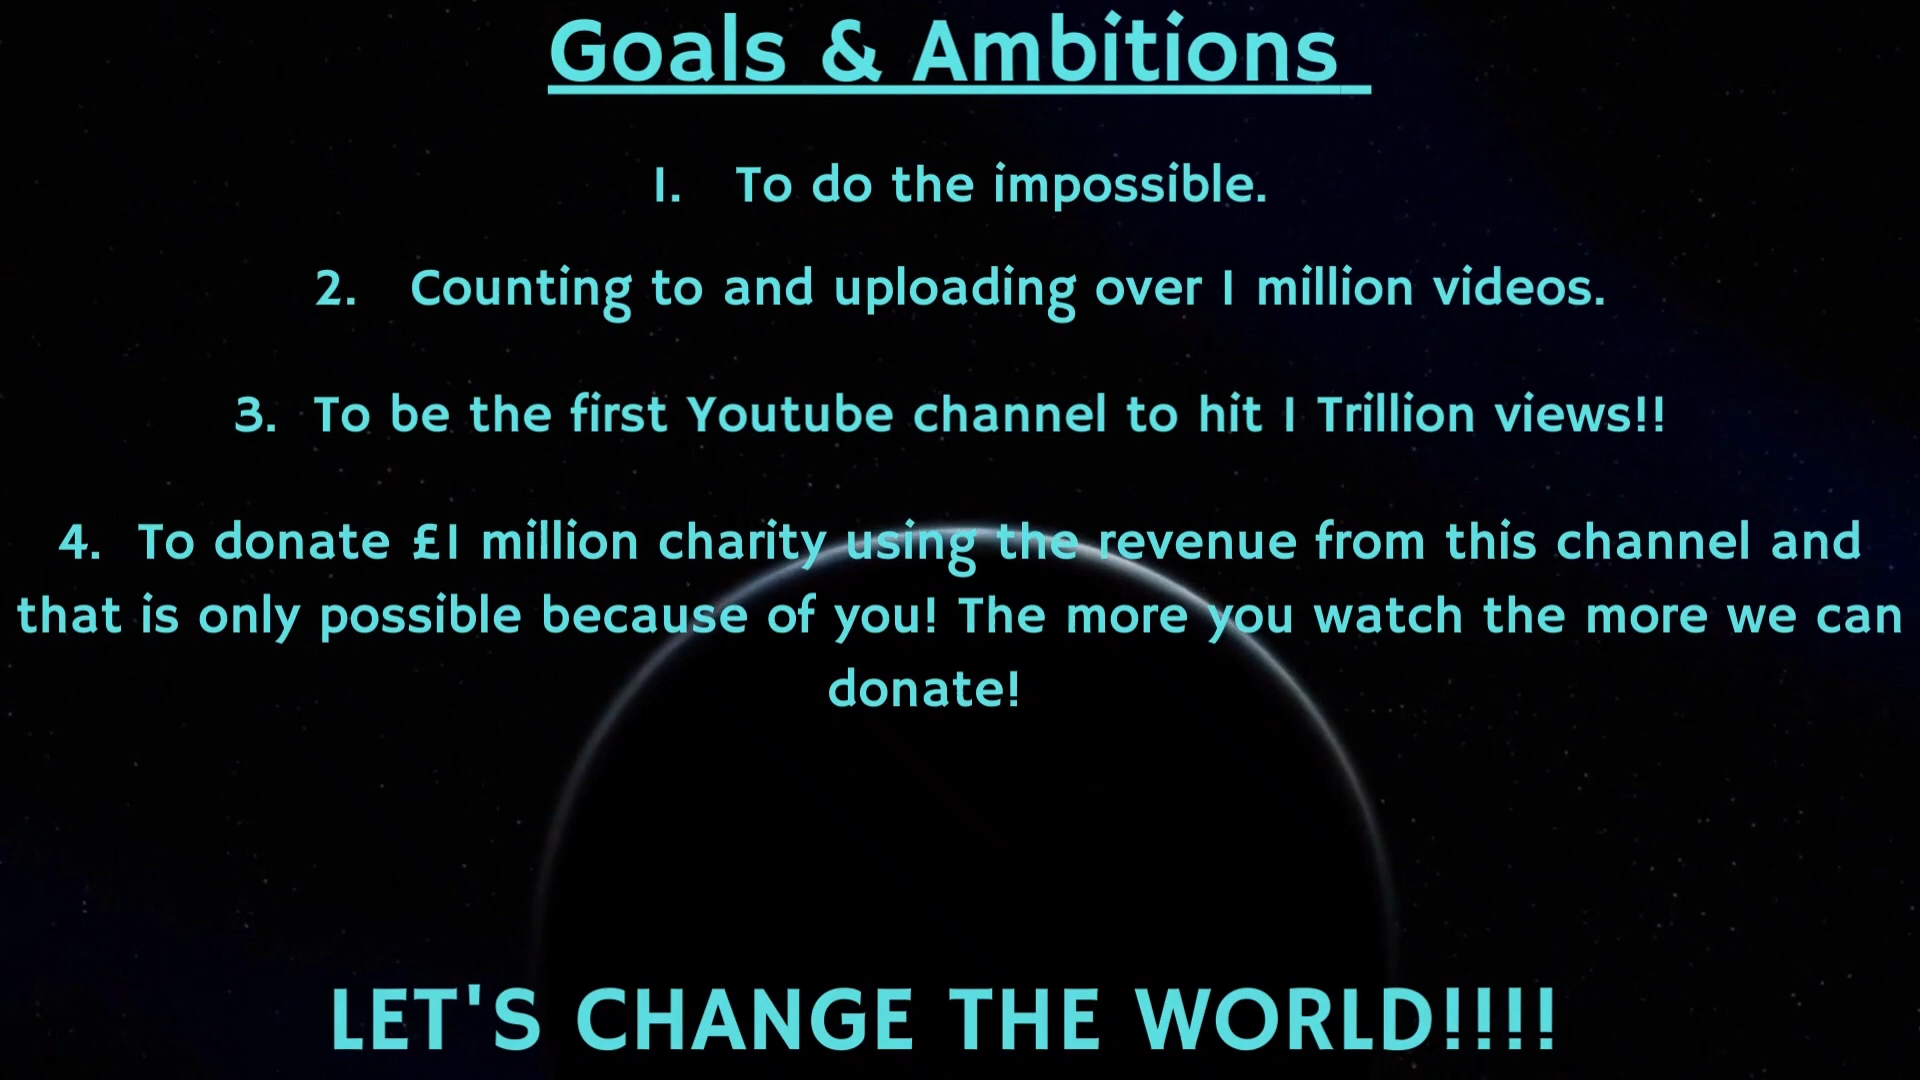 Goals & Ambitions
1. To do the impossible.
2. Counting to and uploading over 1 million videos.
3. To be the first Youtube channel to hit 1 Trillion views!!
4. To donate £1 million charity using the revenue from this channel and
that is only possible because of you! The more you watch the more we can
donate!
LET'S CHANGE THE WORLD!!!!